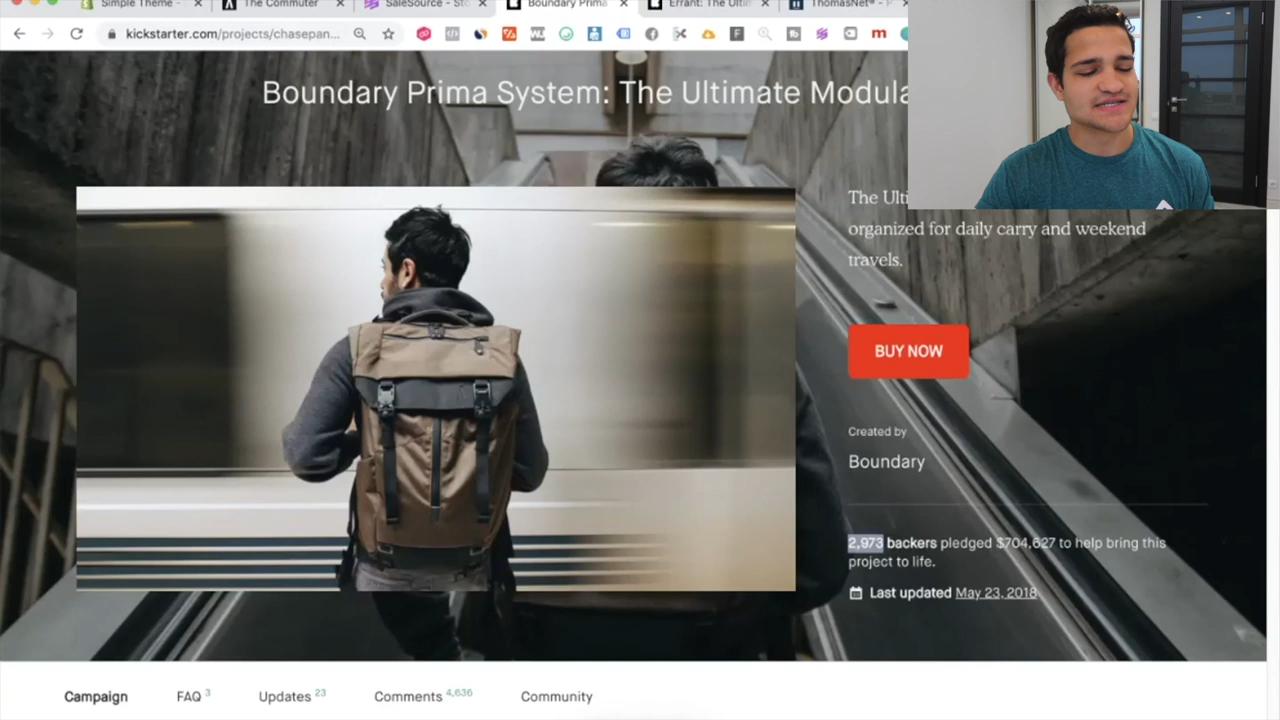 Simple Theme -
The Commuter
SaleSource - Sto
Boundary Prima
Errant: The Ultim
ThomasNet® - P
kickstarter.com/projects/chasepan...
Boundary Prima System: The Ultimate Modula
The Ulti
organized for daily carry and weekend
travels.
BUY NOW
Created by
Boundary
2,973 backers pledged $704,627 to help bring this
project to life.
Last updated May 23, 2018
Campaign FAQ 3 Updates 23 Comments 4,636 Community